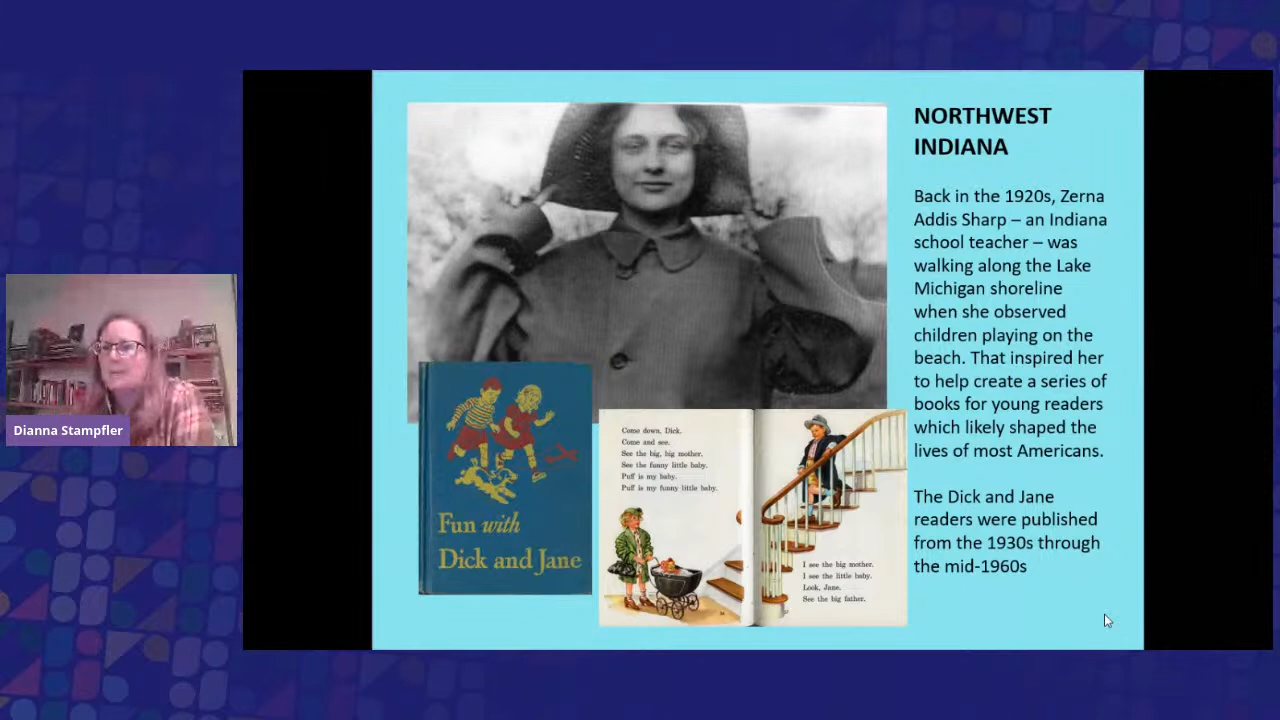 Dianna Stampfler
NORTHWEST
INDIANA
Back in the 1920s, Zerna
Addis Sharp – an Indiana
school teacher – was
walking along the Lake
Michigan shoreline
when she observed
children playing on the
beach. That inspired her
to help create a series of
books for young readers
which likely shaped the
lives of most Americans.
The Dick and Jane
readers were published
from the 1930s through
the mid-1960s
Fun with
Dick and Jane
Come down, Dick.
Come and see.
See the big, big mother.
See the funny little baby.
Puff is my baby.
Puff is my funny little baby.
I see the big mother.
I see the little baby.
Look, Jane.
See the big father.